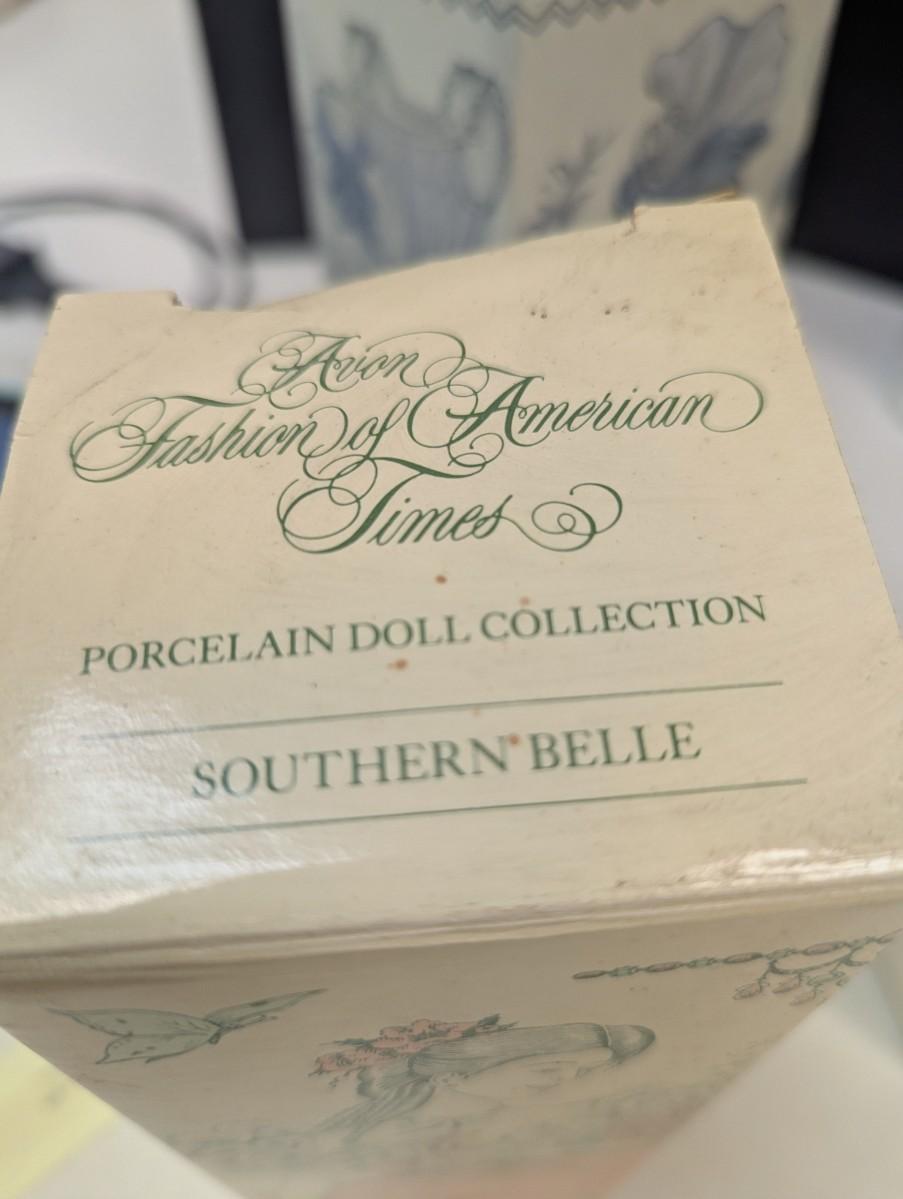 Avon
Fashion of American
Times
PORCELAIN DOLL COLLECTION
SOUTHERN BELLE